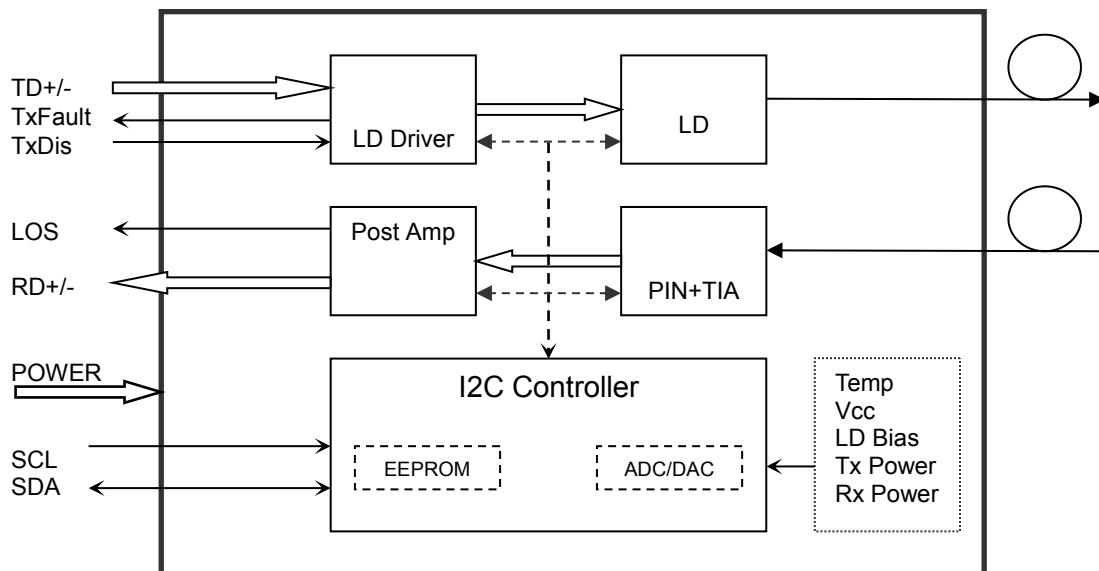 TD+/-
TxFault
TxDis
LD Driver
LD
LOS
RD+/-
Post Amp
PIN+TIA
POWER
SCL
SDA
I2C Controller
EEPROM
ADC/DAC
Temp
Vcc
LD Bias
Tx Power
Rx Power